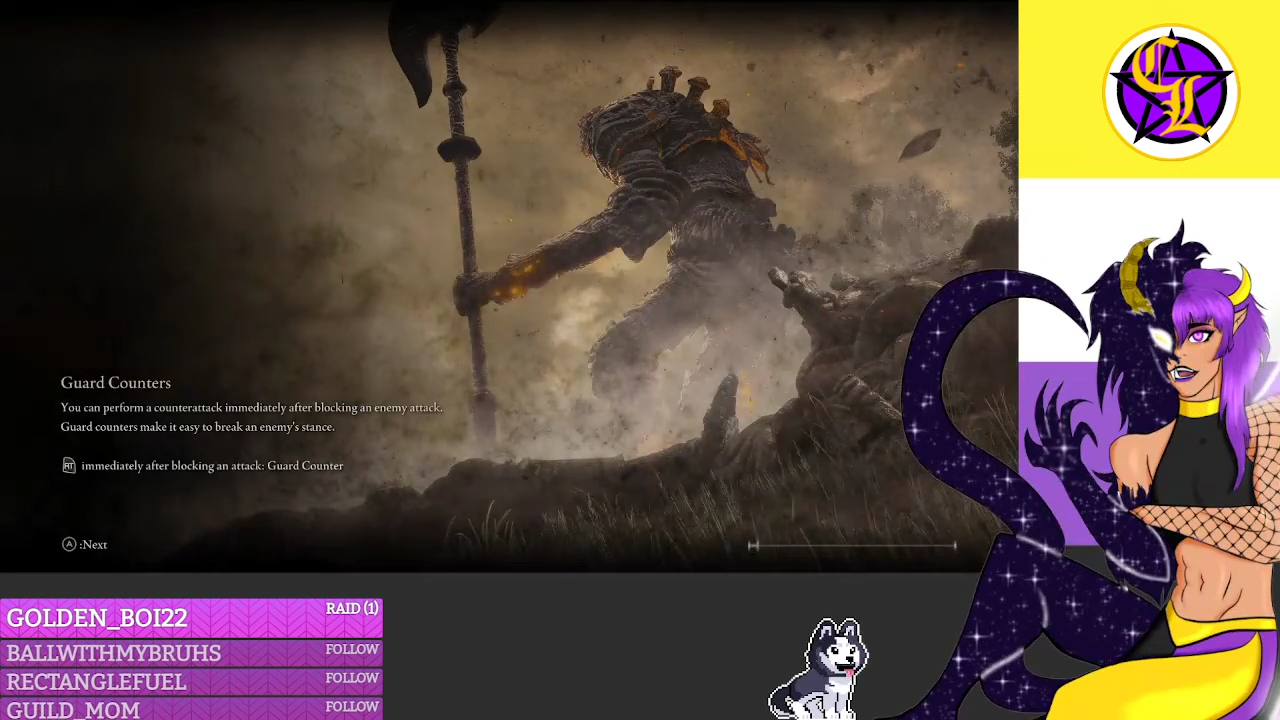 GL
Guard Counters
You can perform a counterattack immediately after blocking an enemy attack.
Guard counters make it easy to break an enemy's stance.
RT immediately after blocking an attack: Guard Counter
A :Next
GOLDEN_BOI22 RAID (1)
BALLWITHMYBRUHS FOLLOW
RECTANGLEFUEL FOLLOW
GUILD_MOM FOLLOW